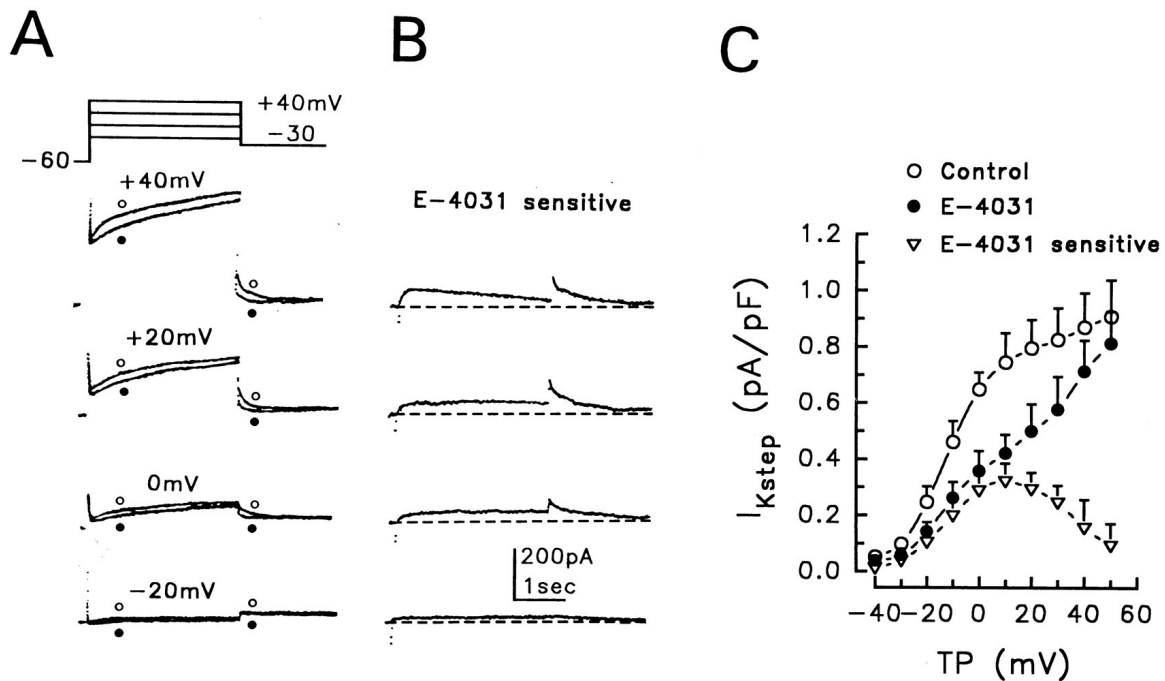 A
B
C
+40mV
-30
-60
+40mV
+20mV
0mV
-20mV
E-4031 sensitive
200pA
1sec
Control
E-4031
E-4031 sensitive
I_Kstep (pA/pF)
1.2
1.0
0.8
0.6
0.4
0.2
0.0
-40 -20 0 20 40 60
TP (mV)